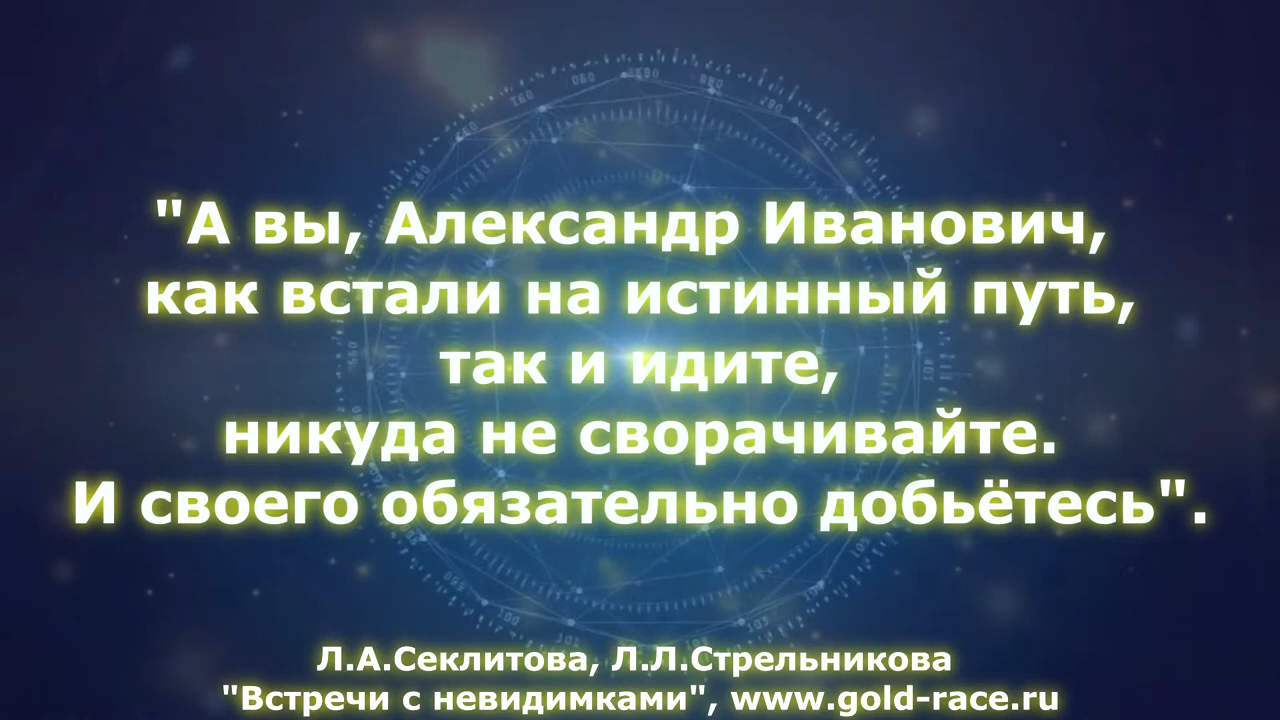 "А вы, Александр Иванович,
как встали на истинный путь,
так и идите,
никуда не сворачивайте.
И своего обязательно добьётесь".
Л.А.Секлитова, Л.Л.Стрельникова
"Встречи с невидимками", www.gold-race.ru